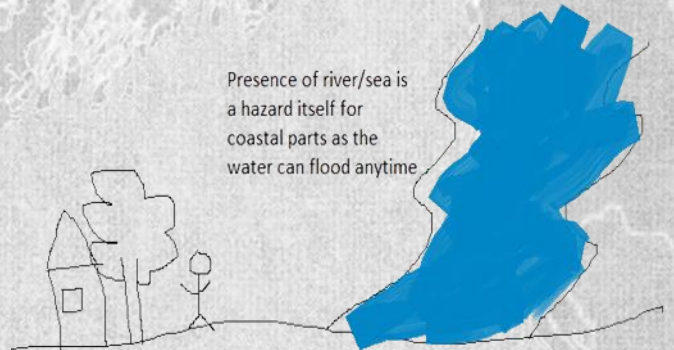 Presence of river/sea is
a hazard itself for
coastal parts as the
water can flood anytime